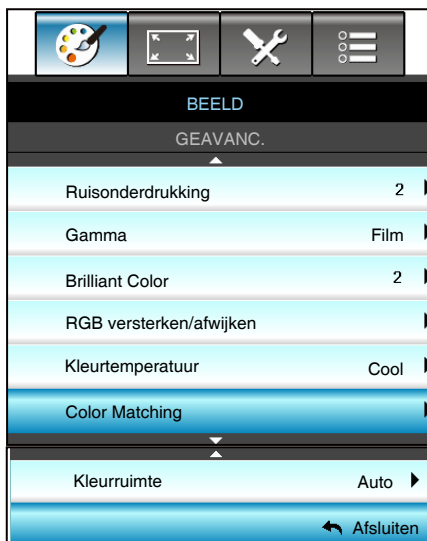 BEELD
GEAVANC.
Ruisonderdrukking 2
Gamma Film
Brilliant Color 2
RGB versterken/afwijken
Kleurtemperatuur Cool
Color Matching
Kleurruimte Auto
Afsluiten